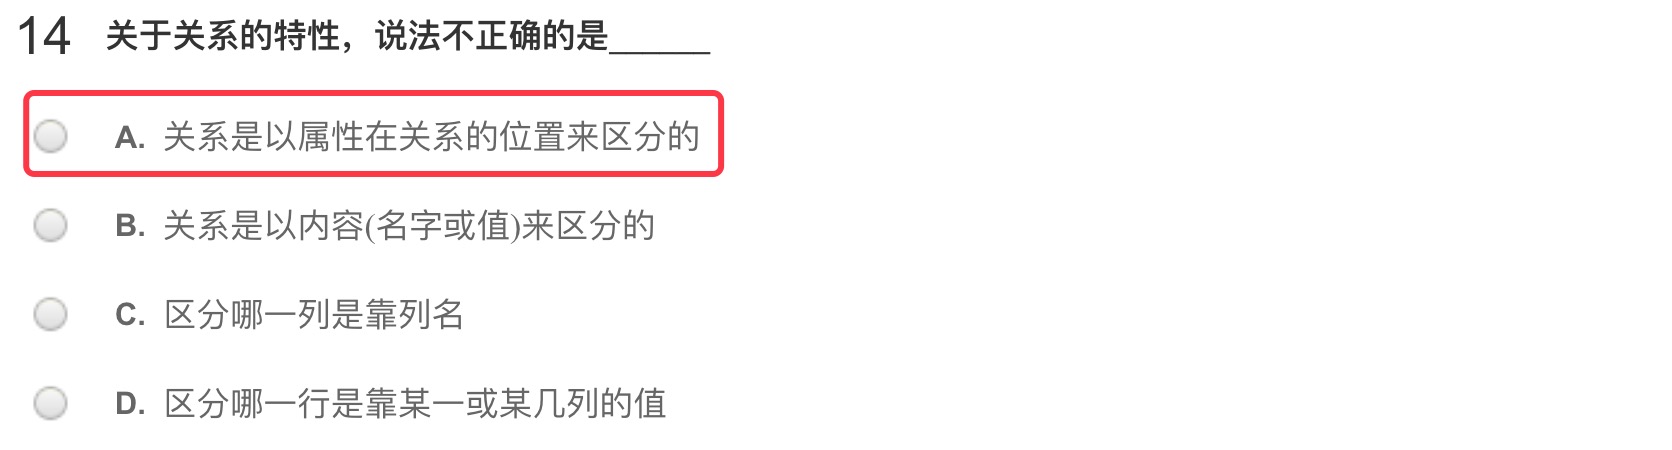 14 关于关系的特性，说法不正确的是______
A. 关系是以属性在关系的位置来区分的
B. 关系是以内容(名字或值)来区分的
C. 区分哪一列是靠列名
D. 区分哪一行是靠某一或某几列的值